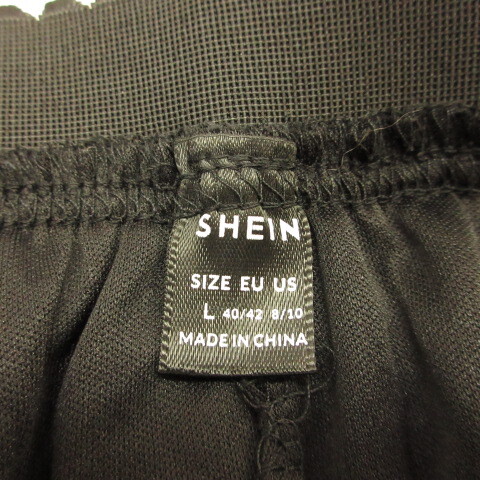 SHEIN
SIZE EU US
L 40/42 8/10
MADE IN CHINA